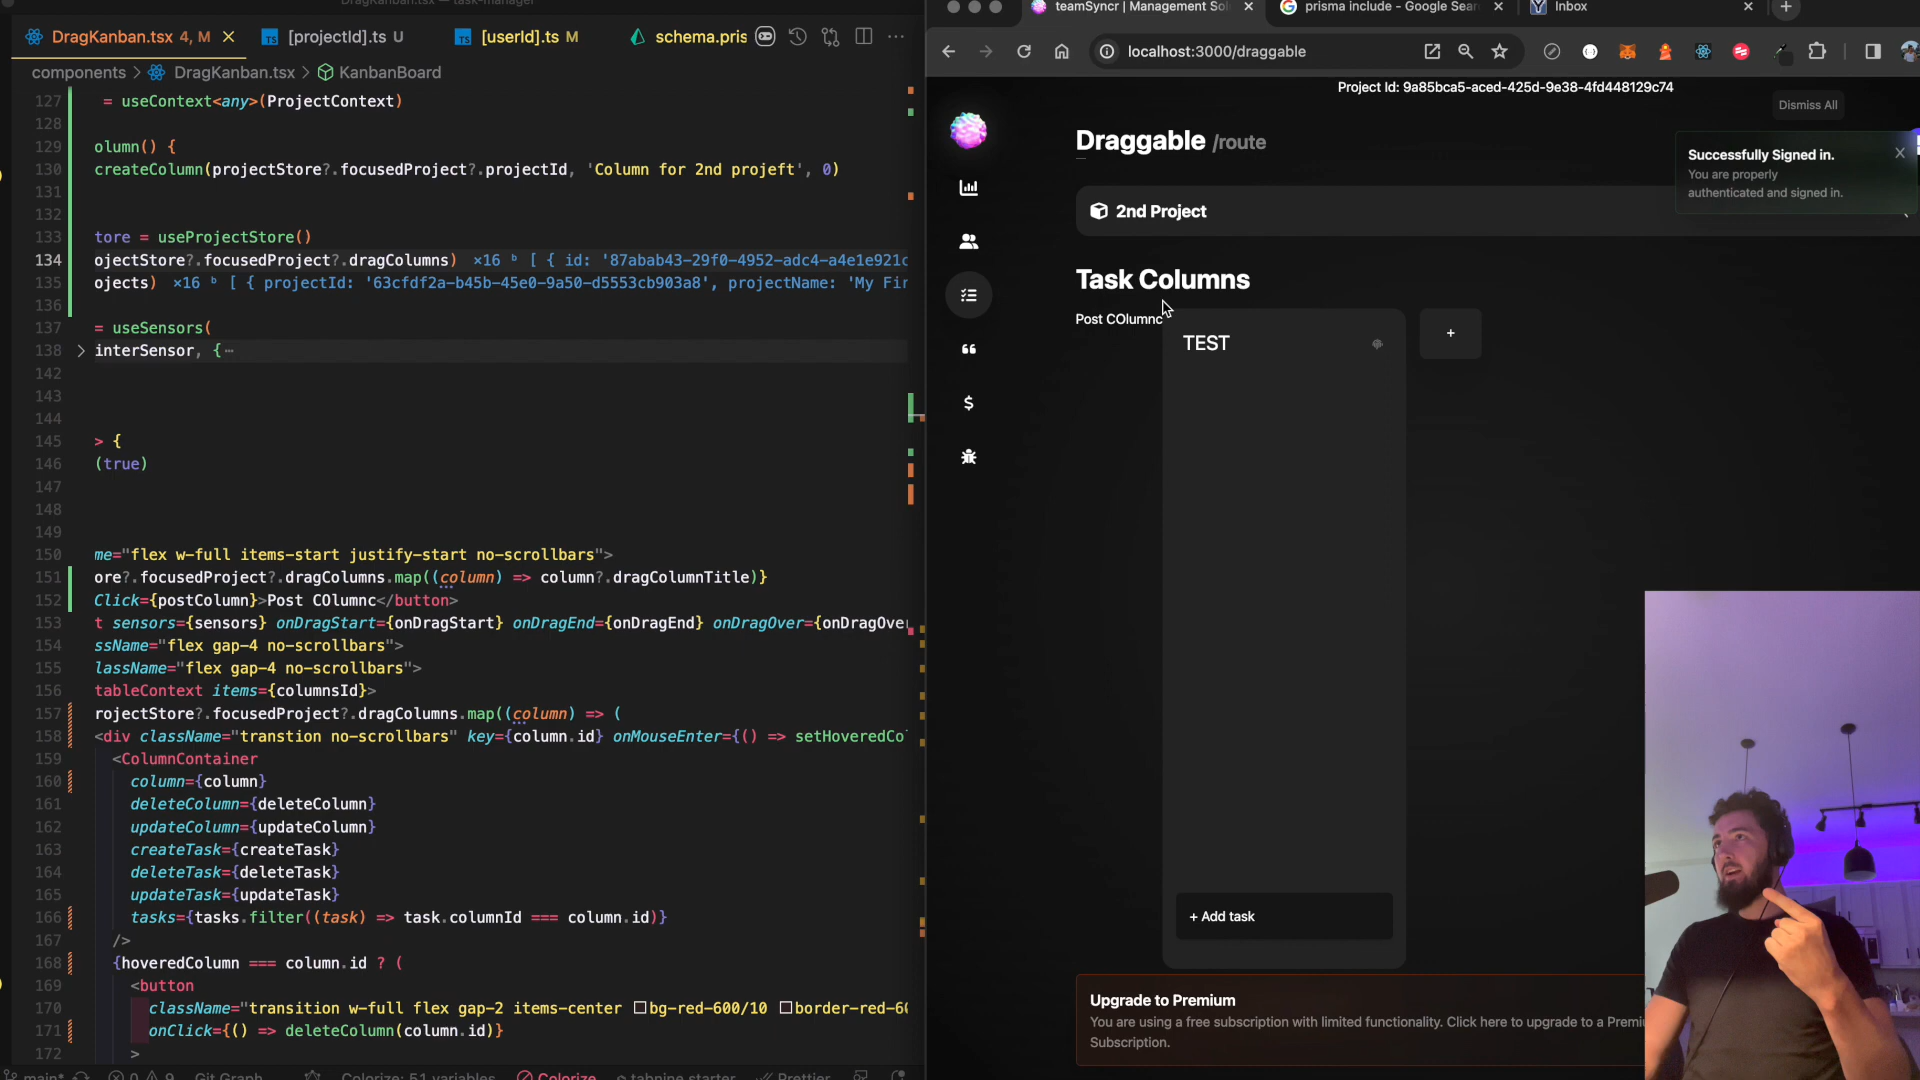 DragKanban.tsx — task-manager
DragKanban.tsx 4, M
[projectId].ts U
[userId].ts M
schema.pris
components > DragKanban.tsx > KanbanBoard
127 = useContext<any>(ProjectContext)
128
129 olumn() {
130 createColumn(projectStore?.focusedProject?.projectId, 'Column for 2nd projeft', 0)
131
132
133 tore = useProjectStore()
134 ojectStore?.focusedProject?.dragColumns) ×16 ᵇ [ { id: '87abab43-29f0-4952-adc4-a4e1e921c
135 ojects) ×16 ᵇ [ { projectId: '63cfdf2a-b45b-45e0-9a50-d5553cb903a8', projectName: 'My Fir
136
137 = useSensors(
138 > interSensor, {⋯
142
143
144
145 > {
146 (true)
147
148
149
150 me="flex w-full items-start justify-start no-scrollbars">
151 ore?.focusedProject?.dragColumns.map((column) => column?.dragColumnTitle)}
152 Click={postColumn}>Post COlumnc</button>
153 t sensors={sensors} onDragStart={onDragStart} onDragEnd={onDragEnd} onDragOver={onDragOve
154 ssName="flex gap-4 no-scrollbars">
155 lassName="flex gap-4 no-scrollbars">
156 tableContext items={columnsId}>
157 rojectStore?.focusedProject?.dragColumns.map((column) => (
158 <div className="transtion no-scrollbars" key={column.id} onMouseEnter={() => setHoveredCo
159 <ColumnContainer
160 column={column}
161 deleteColumn={deleteColumn}
162 updateColumn={updateColumn}
163 createTask={createTask}
164 deleteTask={deleteTask}
165 updateTask={updateTask}
166 tasks={tasks.filter((task) => task.columnId === column.id)}
167 />
168 {hoveredColumn === column.id ? (
169 <button
170 className="transition w-full flex gap-2 items-center bg-red-600/10 border-red-60
171 onClick={() => deleteColumn(column.id)}
172 >
main* 0 9 Git Graph Colorize: 51 variables Colorize tabnine starter Prettier
teamSyncr | Management Sol
prisma include - Google Sear
Inbox
localhost:3000/draggable
Project Id: 9a85bca5-aced-425d-9e38-4fd448129c74
Dismiss All
Draggable /route
Successfully Signed in.
You are properly
authenticated and signed in.
2nd Project
Task Columns
Post COlumnc
TEST
+
+ Add task
Upgrade to Premium
You are using a free subscription with limited functionality. Click here to upgrade to a Premi
Subscription.